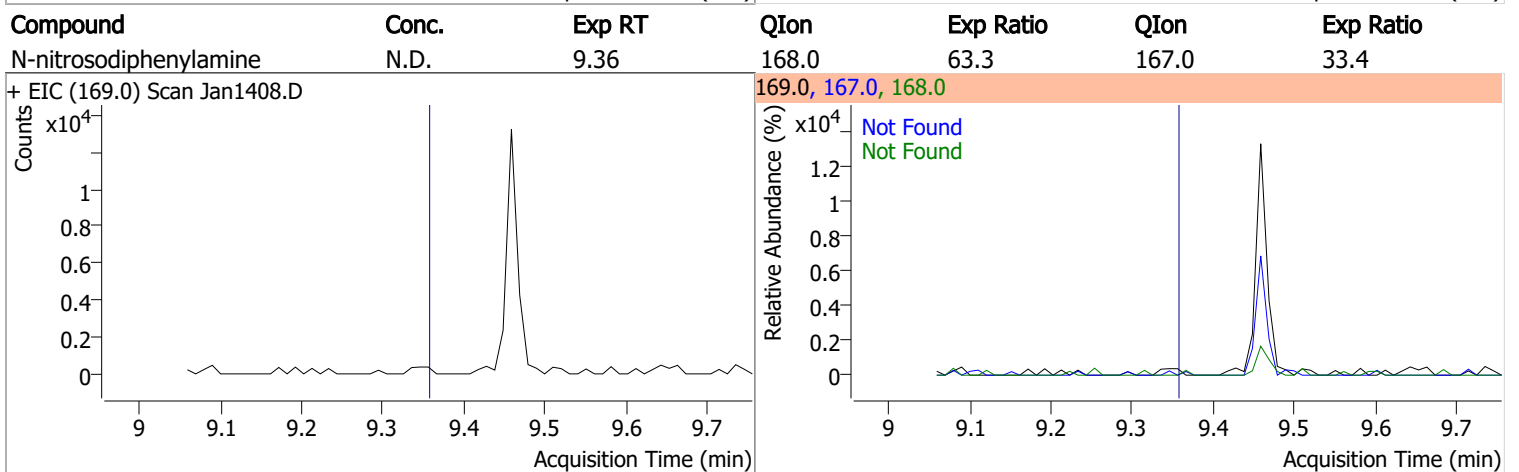 Compound Conc. Exp RT QIon Exp Ratio QIon Exp Ratio
N-nitrosodiphenylamine N.D. 9.36 168.0 63.3 167.0 33.4
+ EIC (169.0) Scan Jan1408.D
Counts
x10⁴
1
0.8
0.6
0.4
0.2
0
9 9.1 9.2 9.3 9.4 9.5 9.6 9.7
Acquisition Time (min)
169.0, 167.0, 168.0
Relative Abundance (%)
x10⁴
Not Found
Not Found
1.2
1
0.8
0.6
0.4
0.2
0
9 9.1 9.2 9.3 9.4 9.5 9.6 9.7
Acquisition Time (min)